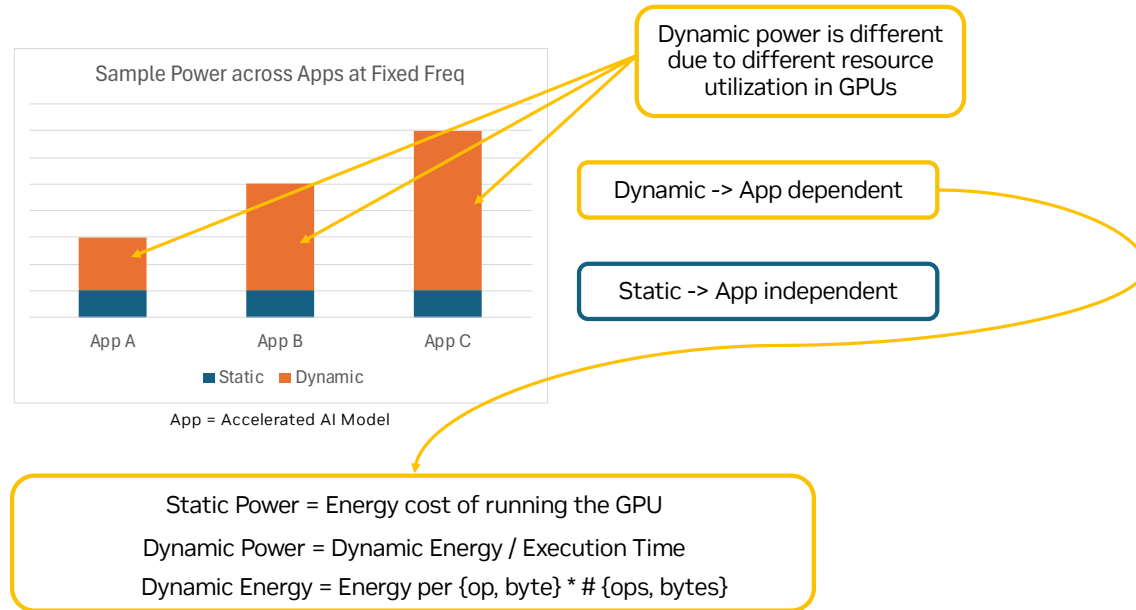 Sample Power across Apps at Fixed Freq
App A
App B
App C
Static
Dynamic
App = Accelerated AI Model
Dynamic power is different
due to different resource
utilization in GPUs
Dynamic -> App dependent
Static -> App independent
Static Power = Energy cost of running the GPU
Dynamic Power = Dynamic Energy / Execution Time
Dynamic Energy = Energy per {op, byte} * # {ops, bytes}